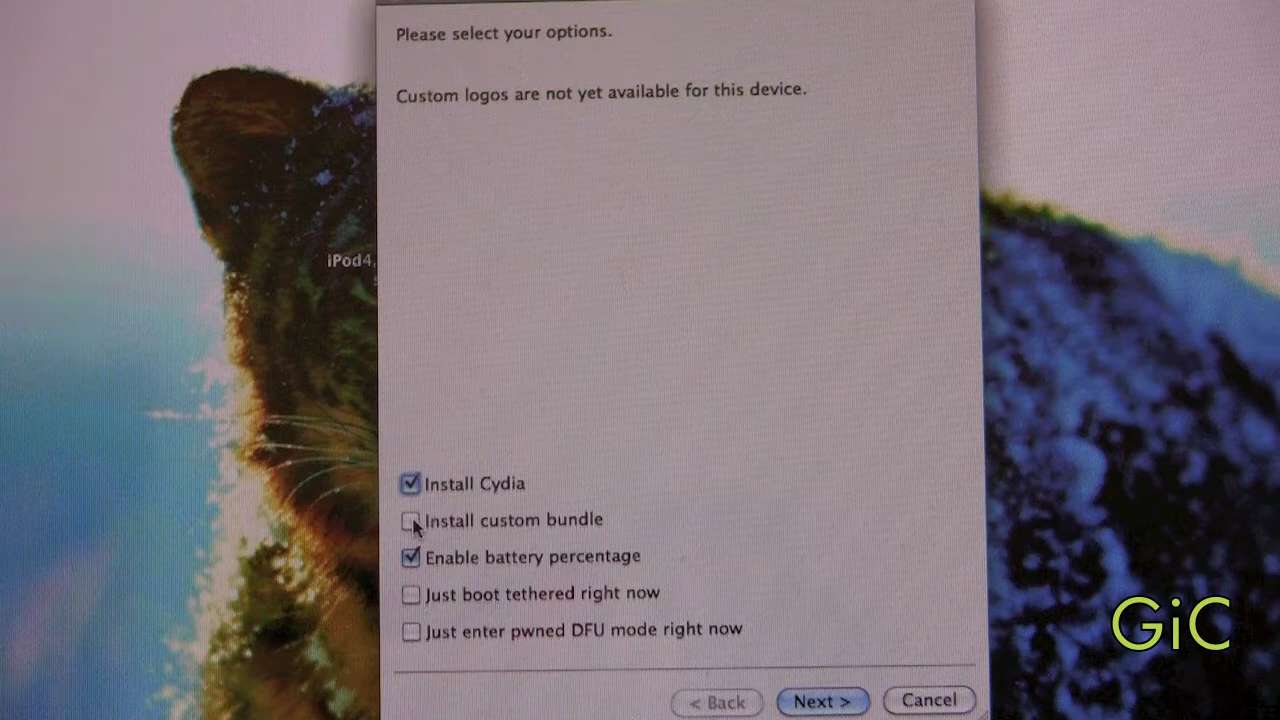 Please select your options.
Custom logos are not yet available for this device.
iPod4,
Install Cydia
Install custom bundle
Enable battery percentage
Just boot tethered right now
Just enter pwned DFU mode right now
GiC
< Back
Next >
Cancel